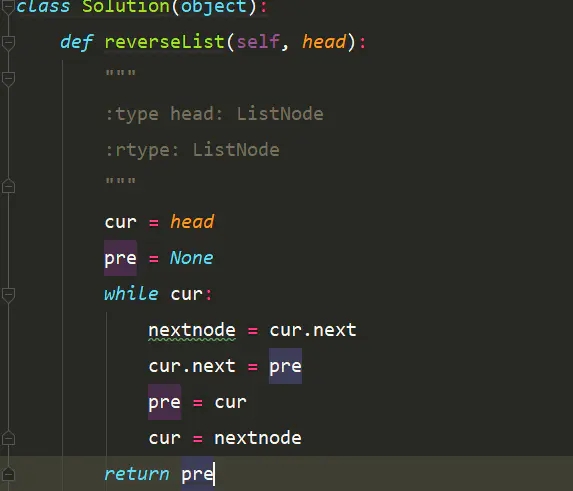 class Solution(object):
    def reverseList(self, head):
        """
        :type head: ListNode
        :rtype: ListNode
        """
        cur = head
        pre = None
        while cur:
            nextnode = cur.next
            cur.next = pre
            pre = cur
            cur = nextnode
        return pre